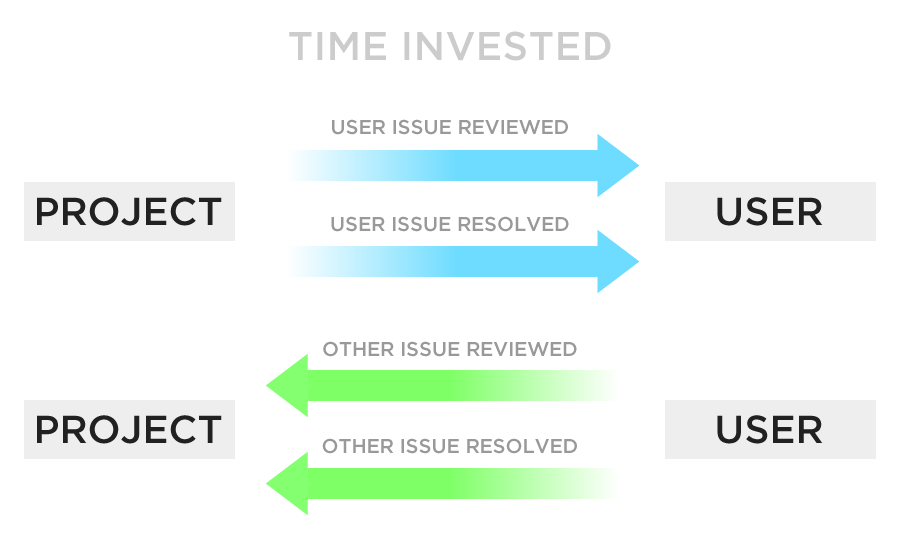 TIME INVESTED
USER ISSUE REVIEWED
PROJECT
USER
USER ISSUE RESOLVED
OTHER ISSUE REVIEWED
PROJECT
USER
OTHER ISSUE RESOLVED